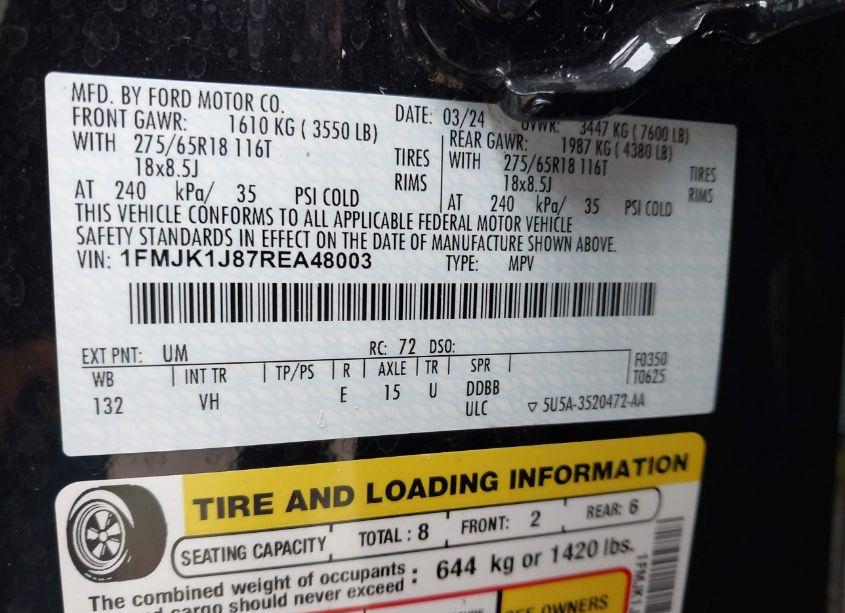 MFD. BY FORD MOTOR CO.
DATE: 03/24 GVWR: 3447 KG ( 7600 LB)
FRONT GAWR: 1610 KG ( 3550 LB)
REAR GAWR: 1987 KG ( 4380 LB)
WITH 275/65R18 116T TIRES
WITH 275/65R18 116T TIRES
18x8.5J RIMS
18x8.5J RIMS
AT 240 kPa/ 35 PSI COLD
AT 240 kPa/ 35 PSI COLD
THIS VEHICLE CONFORMS TO ALL APPLICABLE FEDERAL MOTOR VEHICLE
SAFETY STANDARDS IN EFFECT ON THE DATE OF MANUFACTURE SHOWN ABOVE.
VIN: 1FMJK1J87REA48003 TYPE: MPV
EXT PNT: UM RC: 72 DSO:
WB INT TR TP/PS R AXLE TR SPR
132 VH E 15 U DDBB
ULC
F0350
T0625
▽ 5U5A-3520472-AA
TIRE AND LOADING INFORMATION
SEATING CAPACITY TOTAL : 8 FRONT: 2 REAR: 6
The combined weight of occupants : 644 kg or 1420 lbs.
cargo should never exceed
SEE OWNERS